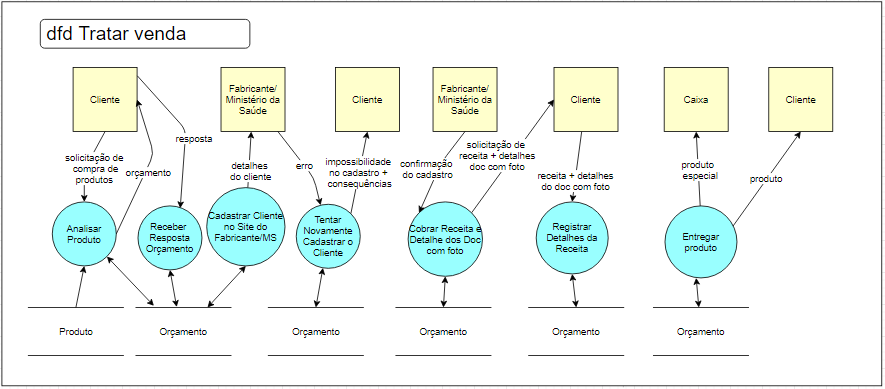 dfd Tratar venda
Cliente
Fabricante/
Ministério da
Saúde
Cliente
Fabricante/
Ministério da
Saúde
Cliente
Caixa
Cliente
solicitação de
compra de
produtos
orçamento
resposta
detalhes
do cliente
erro
impossibilidade
no cadastro +
consequências
confirmação
do cadastro
solicitação de
receita + detalhes
doc com foto
receita + detalhes
do doc com foto
produto
especial
produto
Analisar
Produto
Receber
Resposta
Orçamento
Cadastrar Cliente
no Site do
Fabricante/MS
Tentar
Novamente
Cadastrar o
Cliente
Cobrar Receita e
Detalhe dos Doc
com foto
Registrar
Detalhes da
Receita
Entregar
produto
Produto
Orçamento
Orçamento
Orçamento
Orçamento
Orçamento